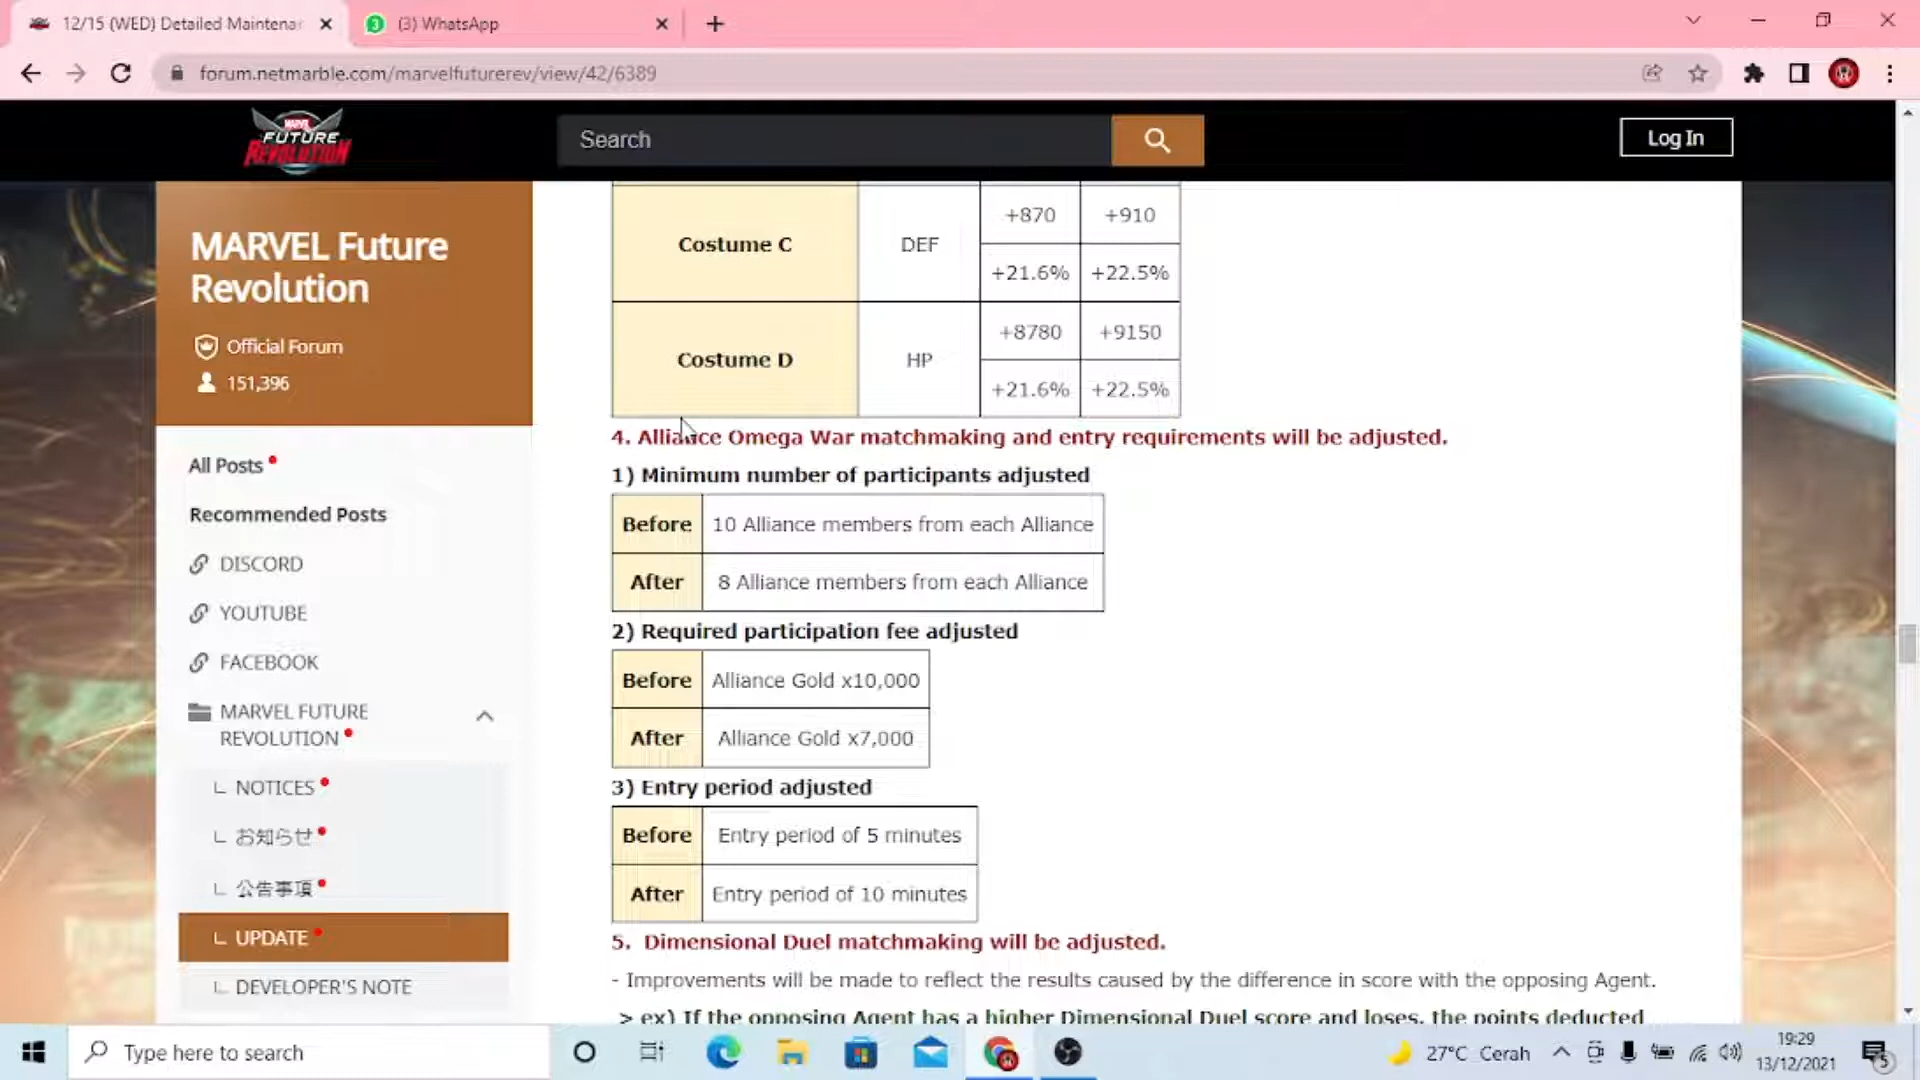 12/15 (WED) Detailed Maintena
(3) WhatsApp
forum.netmarble.com/marvelfuturerev/view/42/6389
MARVEL
FUTURE
REVOLUTION
Search
Log In
MARVEL Future
Revolution
Official Forum
151,396
All Posts
Recommended Posts
DISCORD
YOUTUBE
FACEBOOK
MARVEL FUTURE
REVOLUTION
NOTICES
お知らせ
公告事項
UPDATE
DEVELOPER'S NOTE
Costume C DEF +870 +910
+21.6% +22.5%
Costume D HP +8780 +9150
+21.6% +22.5%
4. Alliance Omega War matchmaking and entry requirements will be adjusted.
1) Minimum number of participants adjusted
Before 10 Alliance members from each Alliance
After 8 Alliance members from each Alliance
2) Required participation fee adjusted
Before Alliance Gold x10,000
After Alliance Gold x7,000
3) Entry period adjusted
Before Entry period of 5 minutes
After Entry period of 10 minutes
5. Dimensional Duel matchmaking will be adjusted.
- Improvements will be made to reflect the results caused by the difference in score with the opposing Agent.
> ex) If the opposing Agent has a higher Dimensional Duel score and loses, the points deducted
Type here to search
27°C Cerah
19:29
13/12/2021
5